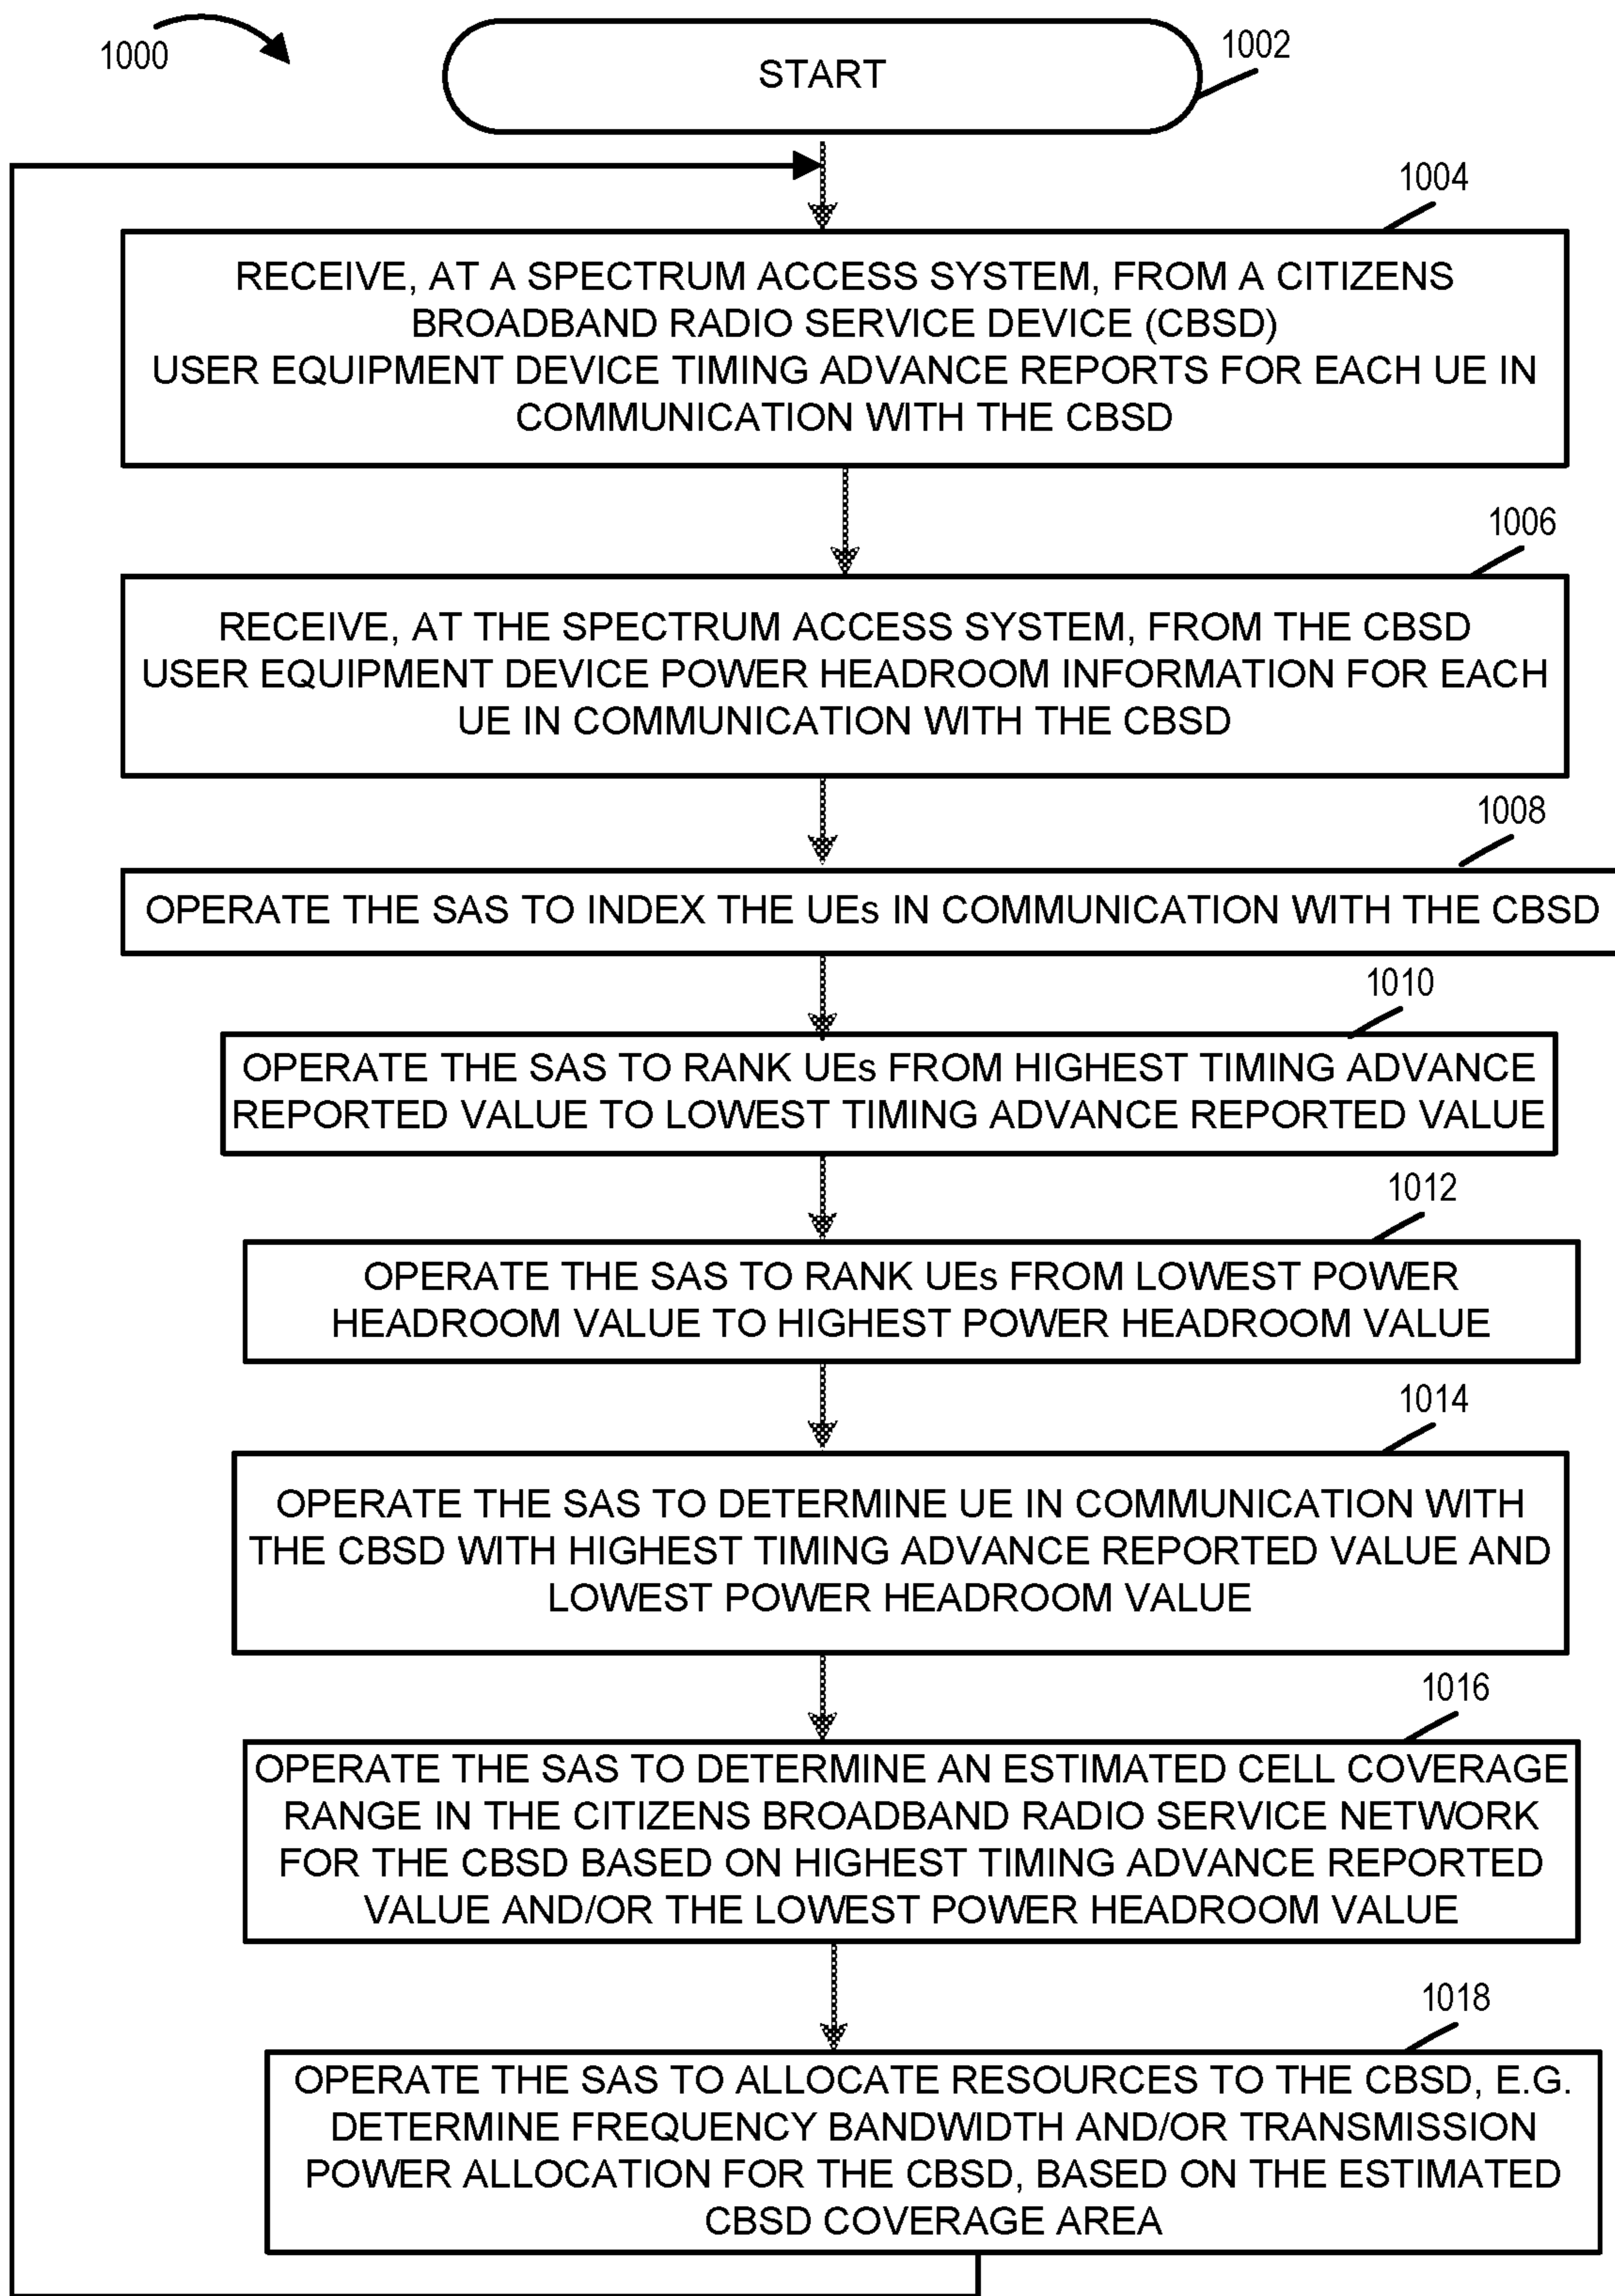 1000
START
1002
1004
RECEIVE, AT A SPECTRUM ACCESS SYSTEM, FROM A CITIZENS
BROADBAND RADIO SERVICE DEVICE (CBSD)
USER EQUIPMENT DEVICE TIMING ADVANCE REPORTS FOR EACH UE IN
COMMUNICATION WITH THE CBSD
1006
RECEIVE, AT THE SPECTRUM ACCESS SYSTEM, FROM THE CBSD
USER EQUIPMENT DEVICE POWER HEADROOM INFORMATION FOR EACH
UE IN COMMUNICATION WITH THE CBSD
1008
OPERATE THE SAS TO INDEX THE UEs IN COMMUNICATION WITH THE CBSD
1010
OPERATE THE SAS TO RANK UEs FROM HIGHEST TIMING ADVANCE
REPORTED VALUE TO LOWEST TIMING ADVANCE REPORTED VALUE
1012
OPERATE THE SAS TO RANK UEs FROM LOWEST POWER
HEADROOM VALUE TO HIGHEST POWER HEADROOM VALUE
1014
OPERATE THE SAS TO DETERMINE UE IN COMMUNICATION WITH
THE CBSD WITH HIGHEST TIMING ADVANCE REPORTED VALUE AND
LOWEST POWER HEADROOM VALUE
1016
OPERATE THE SAS TO DETERMINE AN ESTIMATED CELL COVERAGE
RANGE IN THE CITIZENS BROADBAND RADIO SERVICE NETWORK
FOR THE CBSD BASED ON HIGHEST TIMING ADVANCE REPORTED
VALUE AND/OR THE LOWEST POWER HEADROOM VALUE
1018
OPERATE THE SAS TO ALLOCATE RESOURCES TO THE CBSD, E.G.
DETERMINE FREQUENCY BANDWIDTH AND/OR TRANSMISSION
POWER ALLOCATION FOR THE CBSD, BASED ON THE ESTIMATED
CBSD COVERAGE AREA